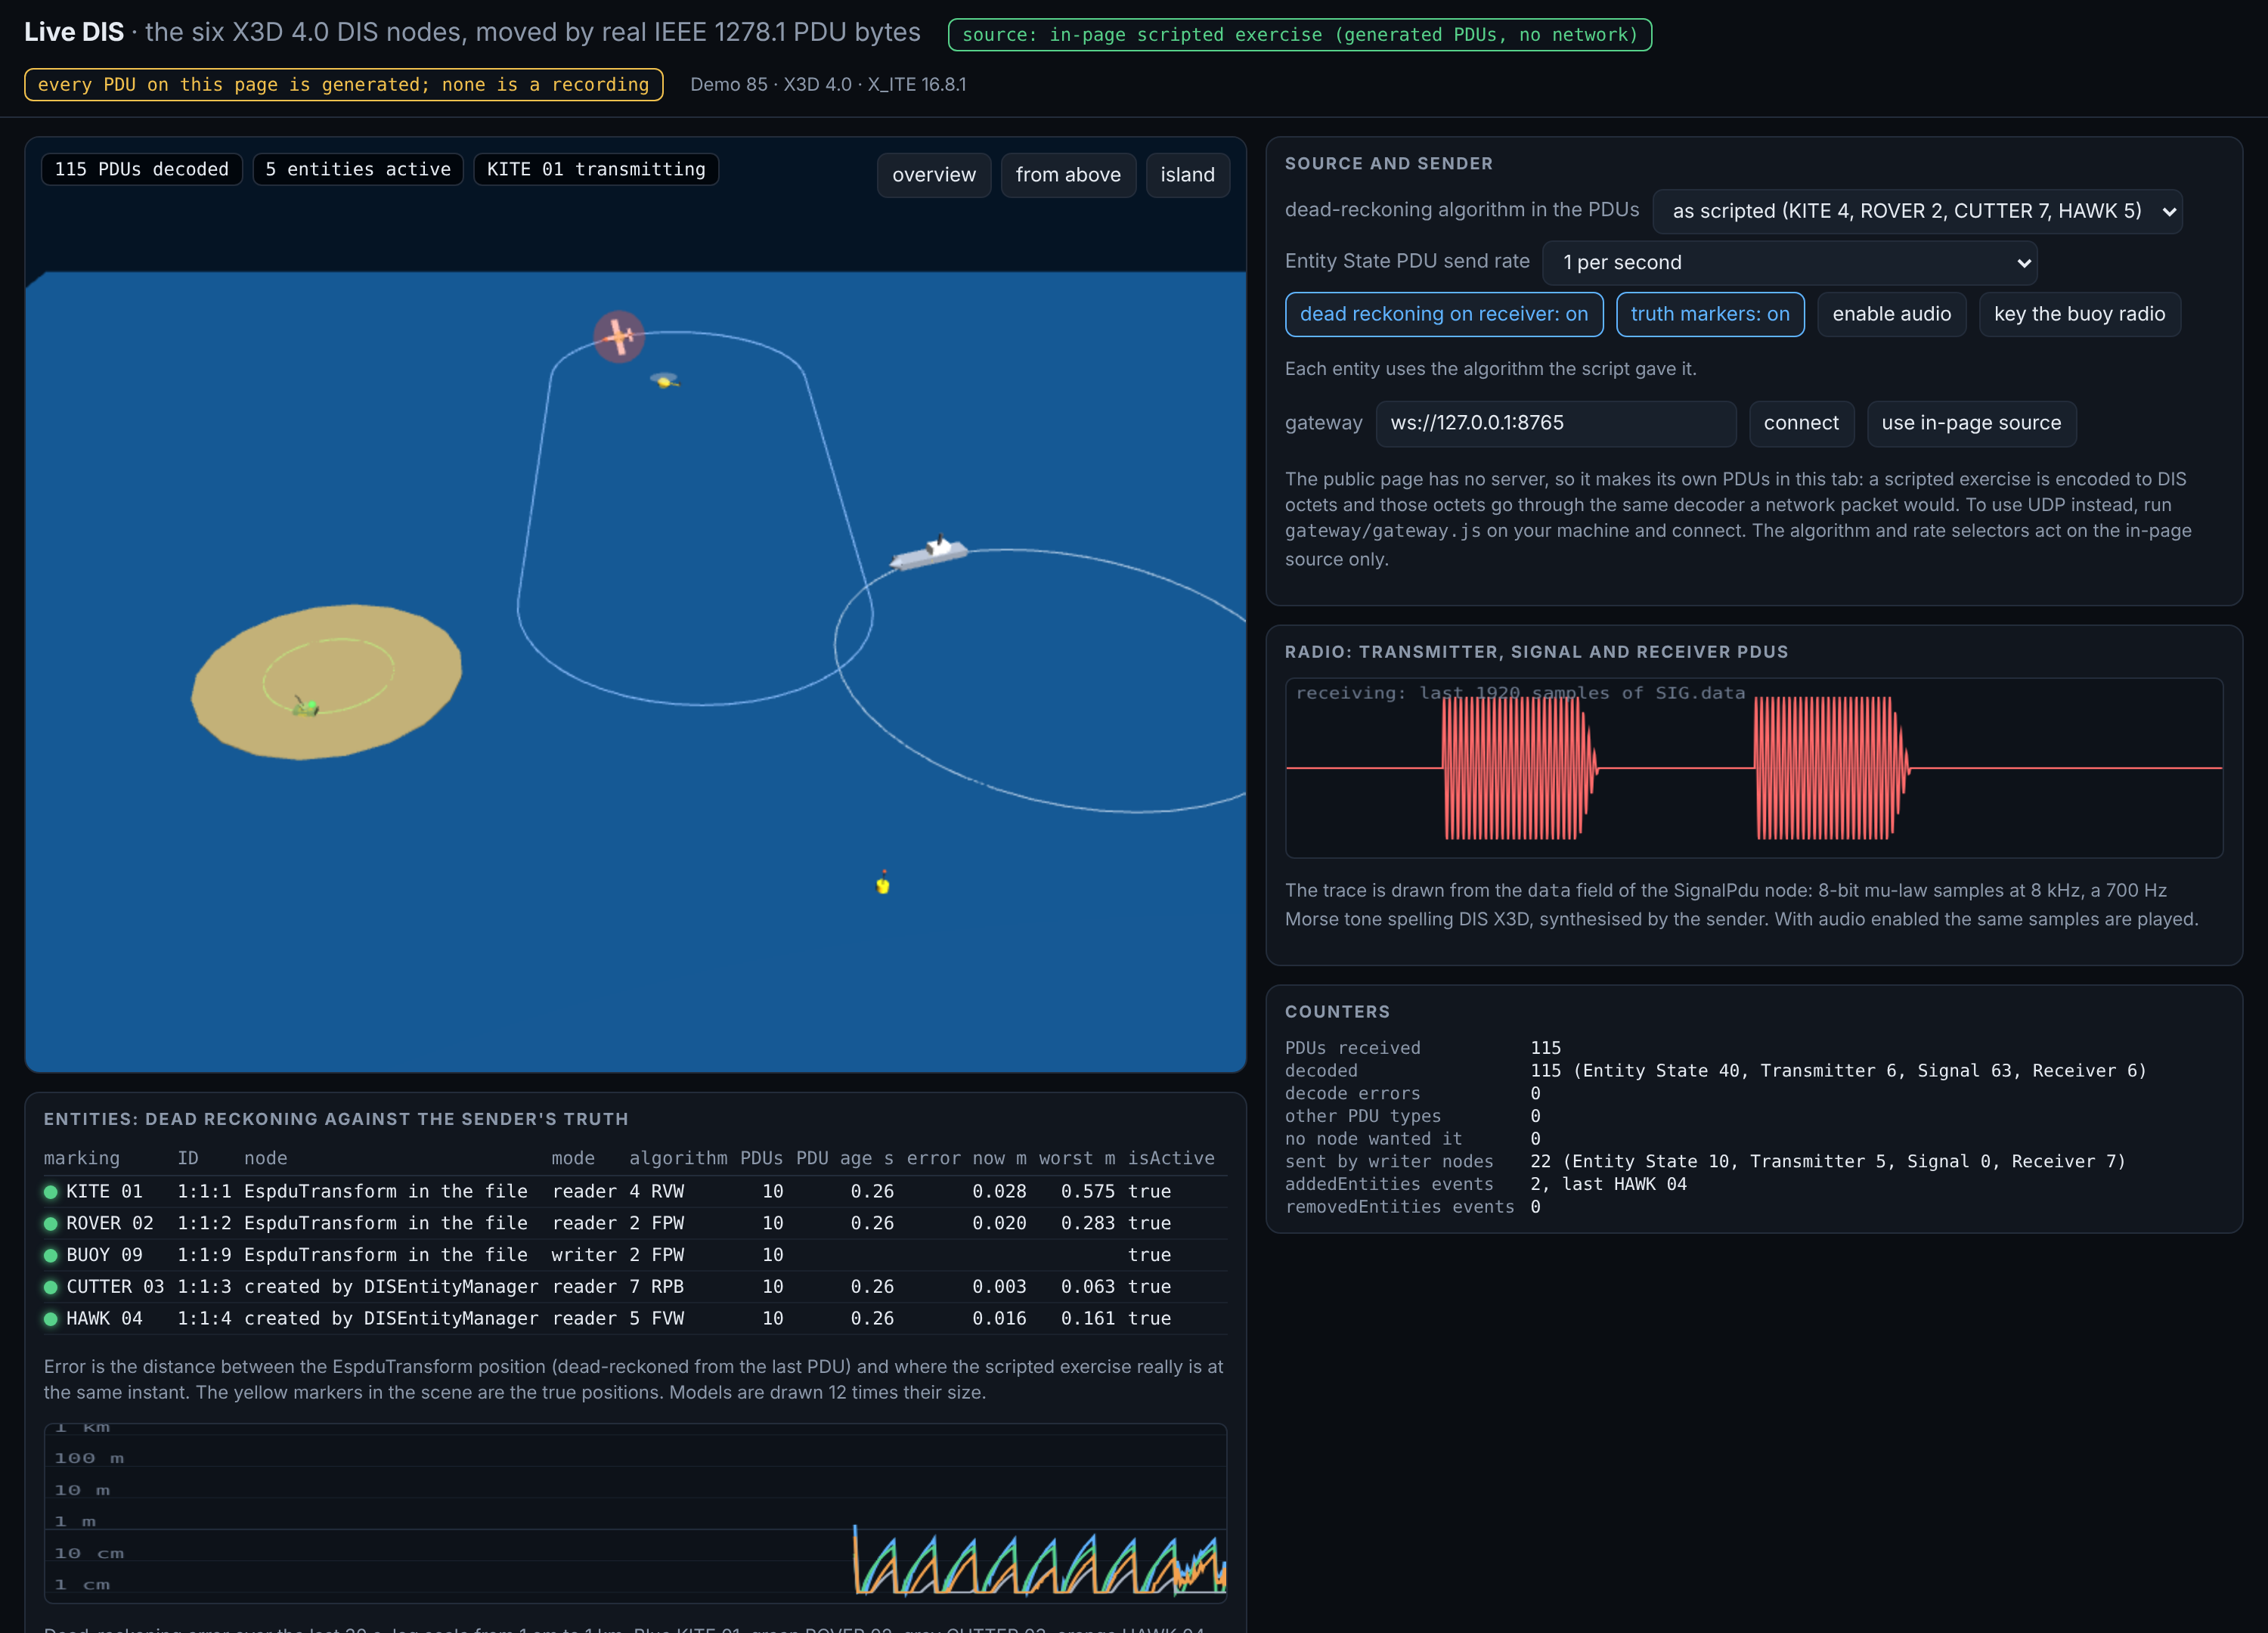 Live DIS · the six X3D 4.0 DIS nodes, moved by real IEEE 1278.1 PDU bytes
source: in-page scripted exercise (generated PDUs, no network)
every PDU on this page is generated; none is a recording
Demo 85 · X3D 4.0 · X_ITE 16.8.1
115 PDUs decoded
5 entities active
KITE 01 transmitting
overview
from above
island
SOURCE AND SENDER
dead-reckoning algorithm in the PDUs
as scripted (KITE 4, ROVER 2, CUTTER 7, HAWK 5)
Entity State PDU send rate
1 per second
dead reckoning on receiver: on
truth markers: on
enable audio
key the buoy radio
Each entity uses the algorithm the script gave it.
gateway
ws://127.0.0.1:8765
connect
use in-page source
The public page has no server, so it makes its own PDUs in this tab: a scripted exercise is encoded to DIS
octets and those octets go through the same decoder a network packet would. To use UDP instead, run
gateway/gateway.js on your machine and connect. The algorithm and rate selectors act on the in-page
source only.
RADIO: TRANSMITTER, SIGNAL AND RECEIVER PDUS
receiving: last 1920 samples of SIG.data
The trace is drawn from the data field of the SignalPdu node: 8-bit mu-law samples at 8 kHz, a 700 Hz
Morse tone spelling DIS X3D, synthesised by the sender. With audio enabled the same samples are played.
COUNTERS
PDUs received 115
decoded 115 (Entity State 40, Transmitter 6, Signal 63, Receiver 6)
decode errors 0
other PDU types 0
no node wanted it 0
sent by writer nodes 22 (Entity State 10, Transmitter 5, Signal 0, Receiver 7)
addedEntities events 2, last HAWK 04
removedEntities events 0
ENTITIES: DEAD RECKONING AGAINST THE SENDER'S TRUTH
marking ID node mode algorithm PDUs PDU age s error now m worst m isActive
KITE 01 1:1:1 EspduTransform in the file reader 4 RVW 10 0.26 0.028 0.575 true
ROVER 02 1:1:2 EspduTransform in the file reader 2 FPW 10 0.26 0.020 0.283 true
BUOY 09 1:1:9 EspduTransform in the file writer 2 FPW 10 true
CUTTER 03 1:1:3 created by DISEntityManager reader 7 RPB 10 0.26 0.003 0.063 true
HAWK 04 1:1:4 created by DISEntityManager reader 5 FVW 10 0.26 0.016 0.161 true
Error is the distance between the EspduTransform position (dead-reckoned from the last PDU) and where the scripted exercise really is at
the same instant. The yellow markers in the scene are the true positions. Models are drawn 12 times their size.
1 km
100 m
10 m
1 m
10 cm
1 cm